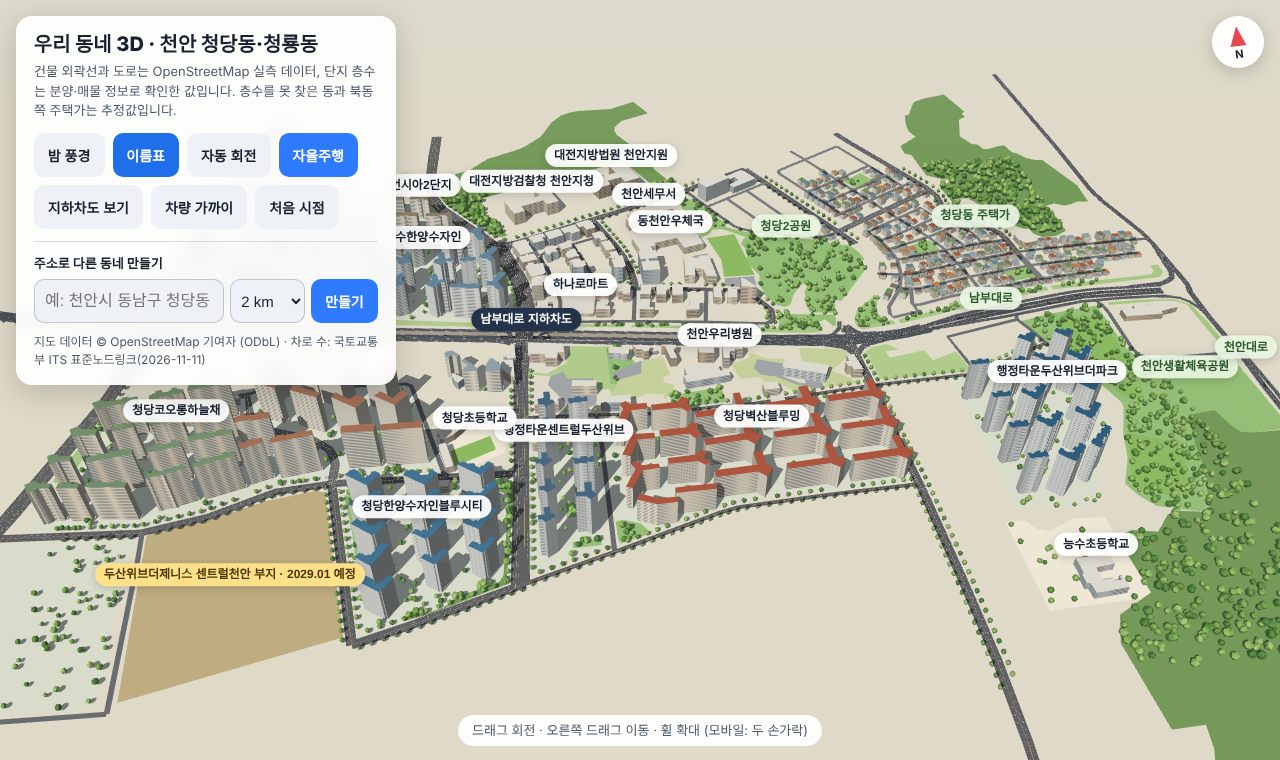 우리 동네 3D · 천안 청당동·청룡동
건물 외곽선과 도로는 OpenStreetMap 실측 데이터, 단지 층수
는 분양·매물 정보로 확인한 값입니다. 층수를 못 찾은 동과 북동
쪽 주택가는 추정값입니다.
밤 풍경
이름표
자동 회전
자율주행
지하차도 보기
차량 가까이
처음 시점
주소로 다른 동네 만들기
예: 천안시 동남구 청당동
2 km
만들기
지도 데이터 © OpenStreetMap 기여자 (ODbL) · 차로 수: 국토교통
부 ITS 표준노드링크(2026-11-11)
N
대전지방법원 천안지원
대전지방검찰청 천안지청
천안세무서
동천안우체국
청당2공원
청당동 주택가
수한양수자인
하나로마트
남부대로
남부대로 지하차도
천안우리병원
천안대로
행정타운두산위브더파크
천안생활체육공원
청당코오롱하늘채
청당초등학교
행정타운센트럴두산위브
청당벽산블루밍
청당한양수자인블루시티
능수초등학교
두산위브더제니스 센트럴천안 부지 · 2029.01 예정
드래그 회전 · 오른쪽 드래그 이동 · 휠 확대 (모바일: 두 손가락)